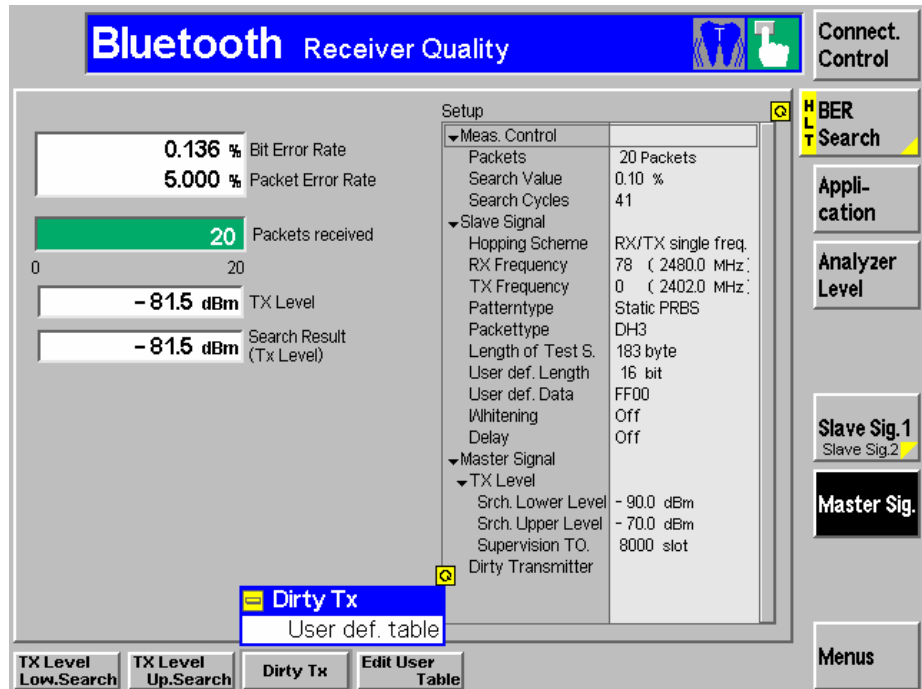 Bluetooth Receiver Quality
T
Connect.
Control
0.136 % Bit Error Rate
5.000 % Packet Error Rate
20 Packets received
0 20
- 81.5 dBm TX Level
- 81.5 dBm Search Result
(Tx Level)
Setup
Meas. Control
Packets 20 Packets
Search Value 0.10 %
Search Cycles 41
Slave Signal
Hopping Scheme RX/TX single freq.
RX Frequency 78 ( 2480.0 MHz
TX Frequency 0 ( 2402.0 MHz
Patterntype Static PRBS
Packettype DH3
Length of Test S. 183 byte
User def. Length 16 bit
User def. Data FF00
Whitening Off
Delay Off
Master Signal
TX Level
Srch. Lower Level - 90.0 dBm
Srch. Upper Level - 70.0 dBm
Supervision TO. 8000 slot
Dirty Transmitter
Q
Q
H
L
T
BER
Search
Appli-
cation
Analyzer
Level
Slave Sig.1
Slave Sig.2
Master Sig.
Menus
Dirty Tx
User def. table
TX Level
Low.Search
TX Level
Up.Search
Dirty Tx
Edit User
Table